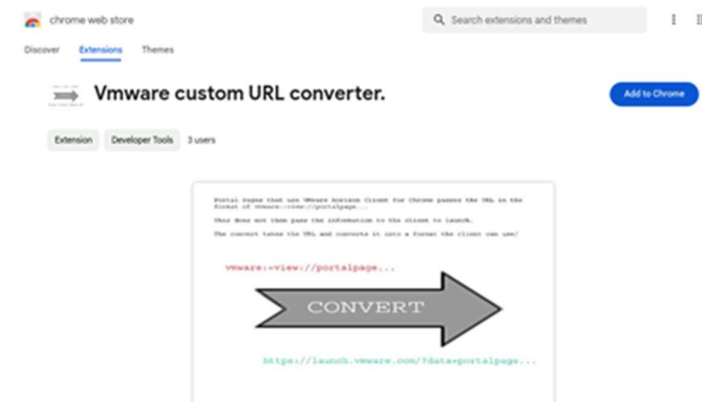 chrome web store
Search extensions and themes
Discover Extensions Themes
Vmware custom URL converter.
Add to Chrome
Extension Developer Tools 3 users
Portal Pages that use VMware Horizon Client for Chrome passes the URL in the
format of vmware:-view://portalpage...
This does not then pass the information to the client to launch.
The convert takes the URL and converts it into a format the client can use/
vmware:-view://portalpage...
CONVERT
https://launch.vmware.com/?data=portalpage...